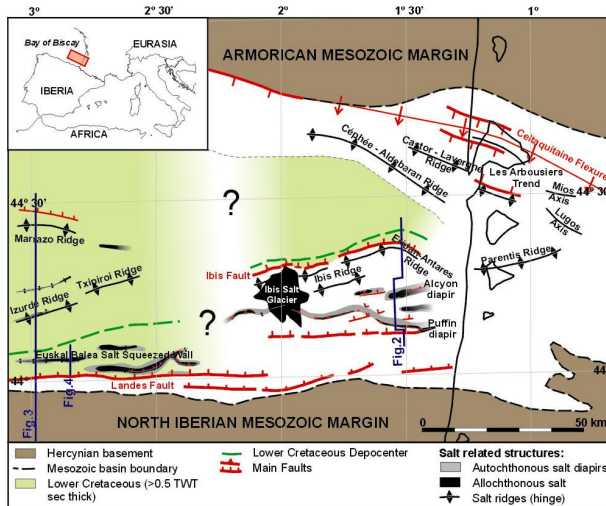 3°
2° 30'
2°
1° 30'
1°
Bay of Biscay
EURASIA
IBERIA
AFRICA
ARMORICAN MESOZOIC MARGIN
Celtaquitaine Flexure
Castor - Lavergne
Ridge
Céphée - Aldebaran Ridge
Les Arbousiers
Trend
Mios
Axis
44° 30'
44° 30'
Lugos
Axis
?
Marrazo Ridge
Parentis Ridge
Eridan-Antares
Ridge
Ibis Fault
Ibis Ridge
Txipiroi Ridge
Ibis Salt
Glacier
Alcyon
diapir
Izurde Ridge
?
Puffin
diapir
Euskal Balea Salt Squeezed Wall
Fig.2
Fig.3
Fig.4
Landes Fault
44°
44°
0
50 km
NORTH IBERIAN MESOZOIC MARGIN
Hercynian basement
Mesozoic basin boundary
Lower Cretaceous (>0.5 TWT
sec thick)
Lower Cretaceous Depocenter
Main Faults
Salt related structures:
Autochthonous salt diapirs
Allochthonous salt
Salt ridges (hinge)